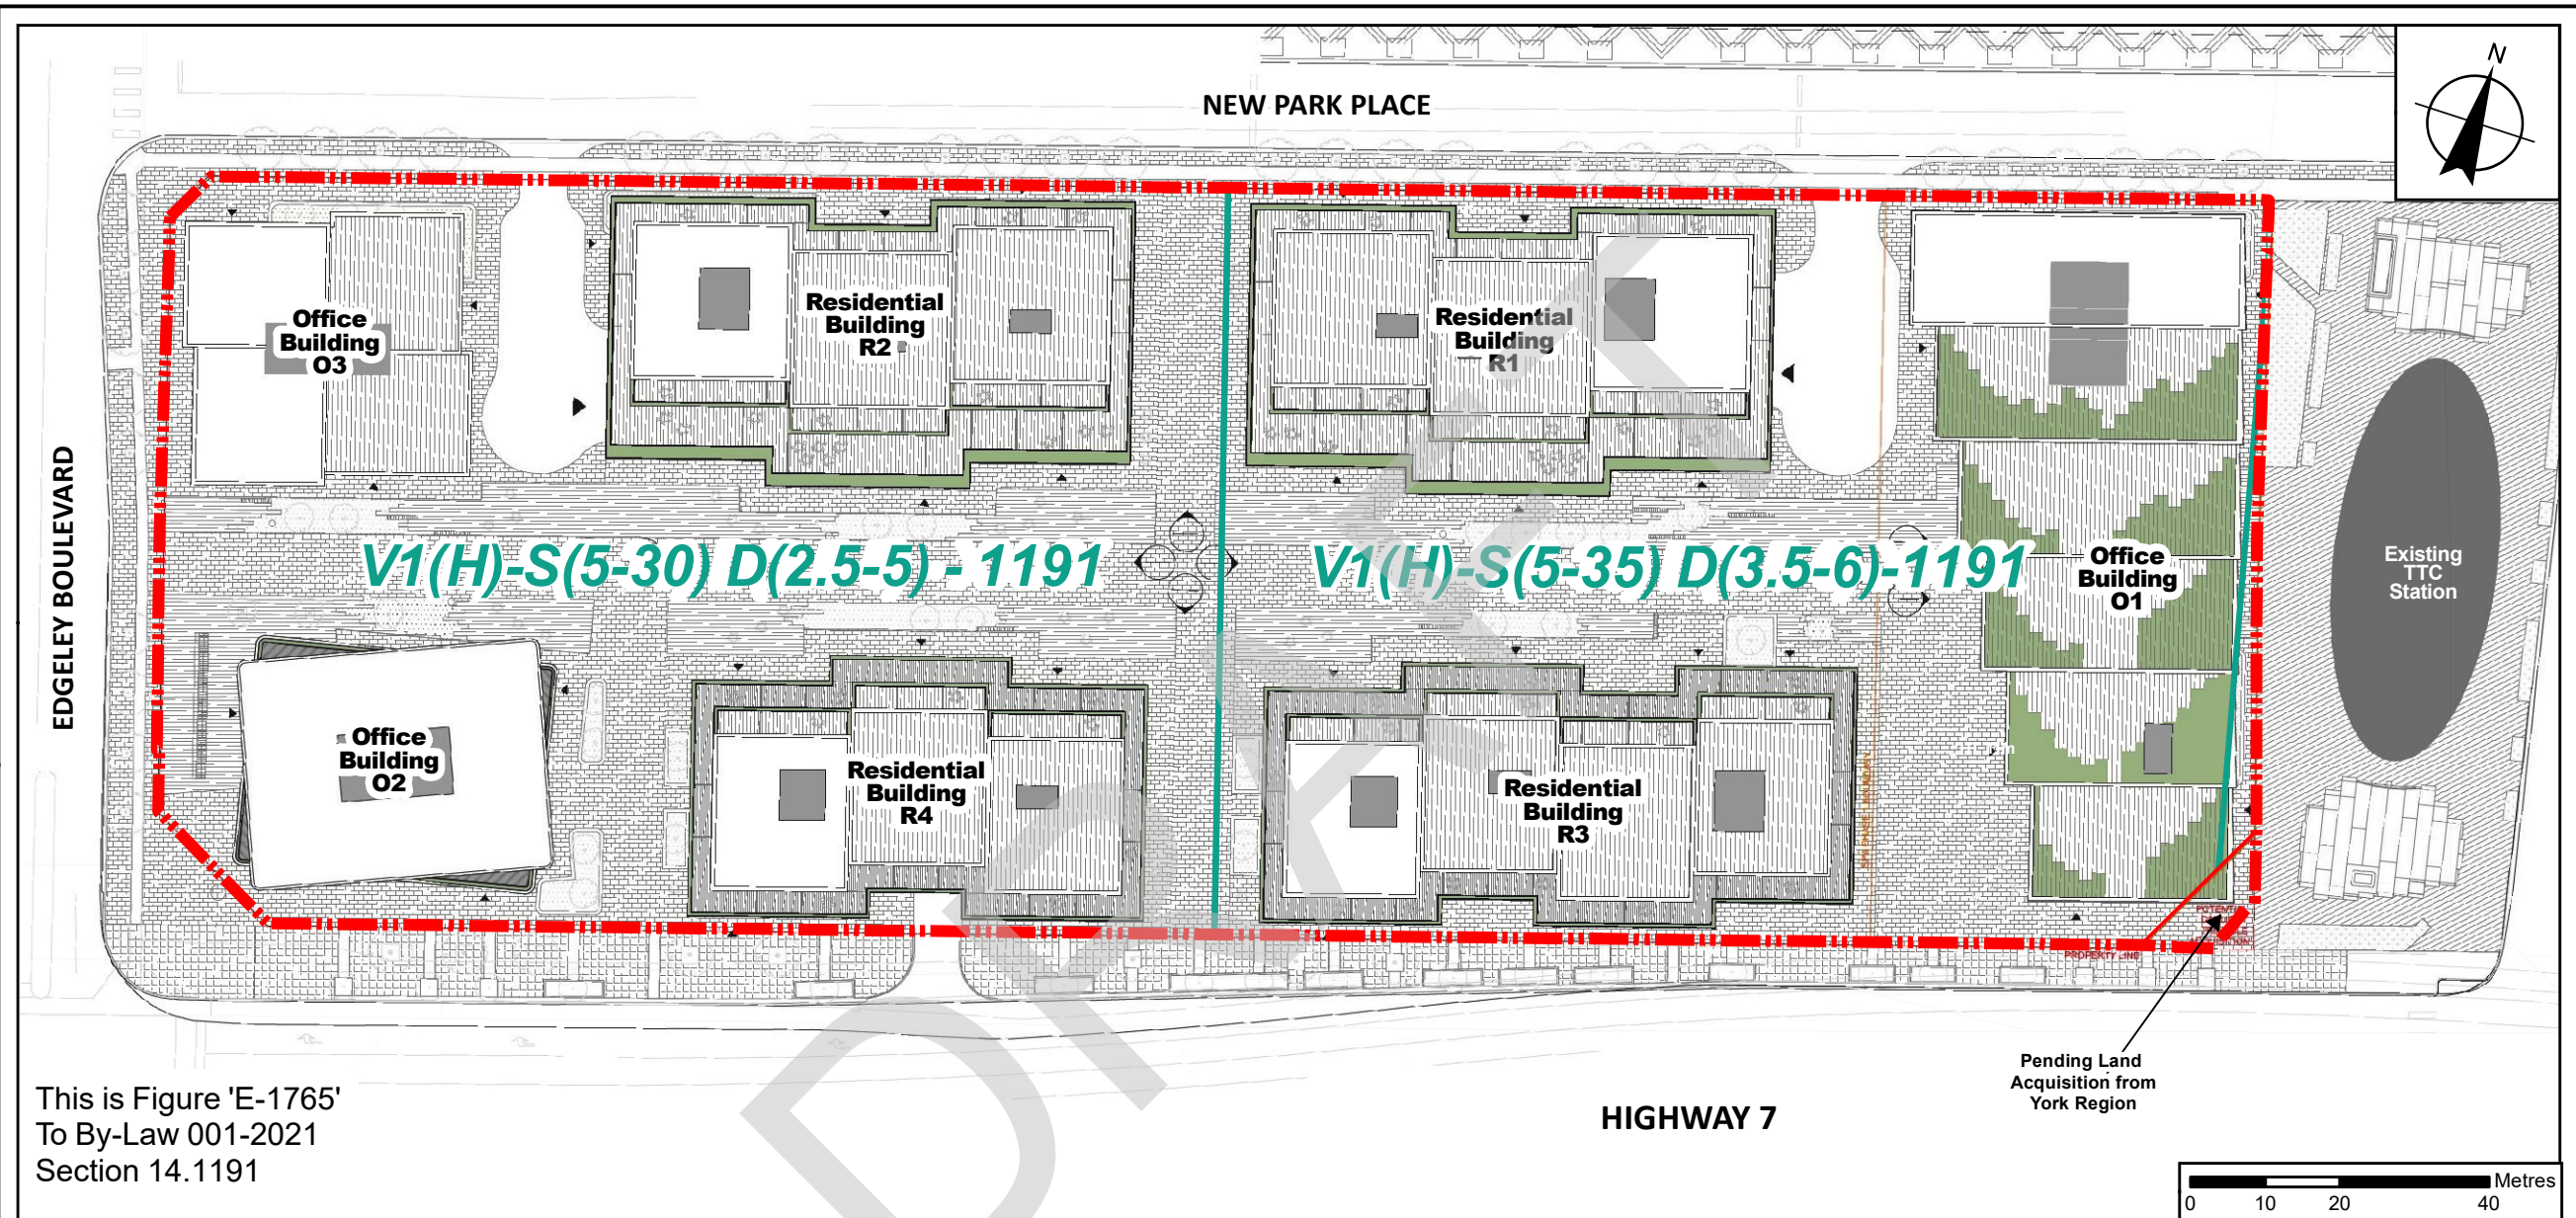 N
NEW PARK PLACE
EDGELEY BOULEVARD
Office
Building
O3
Residential
Building
R2
Residential
Building
R1
V1(H)-S(5-30) D(2.5-5) - 1191
V1(H)-S(5-35) D(3.5-6)-1191
Office
Building
O1
Existing
TTC
Station
Office
Building
O2
Residential
Building
R4
Residential
Building
R3
PROPERTY LINE
Pending Land
Acquisition from
York Region
HIGHWAY 7
This is Figure 'E-1765'
To By-Law 001-2021
Section 14.1191
Metres
0 10 20 40
DRAFT